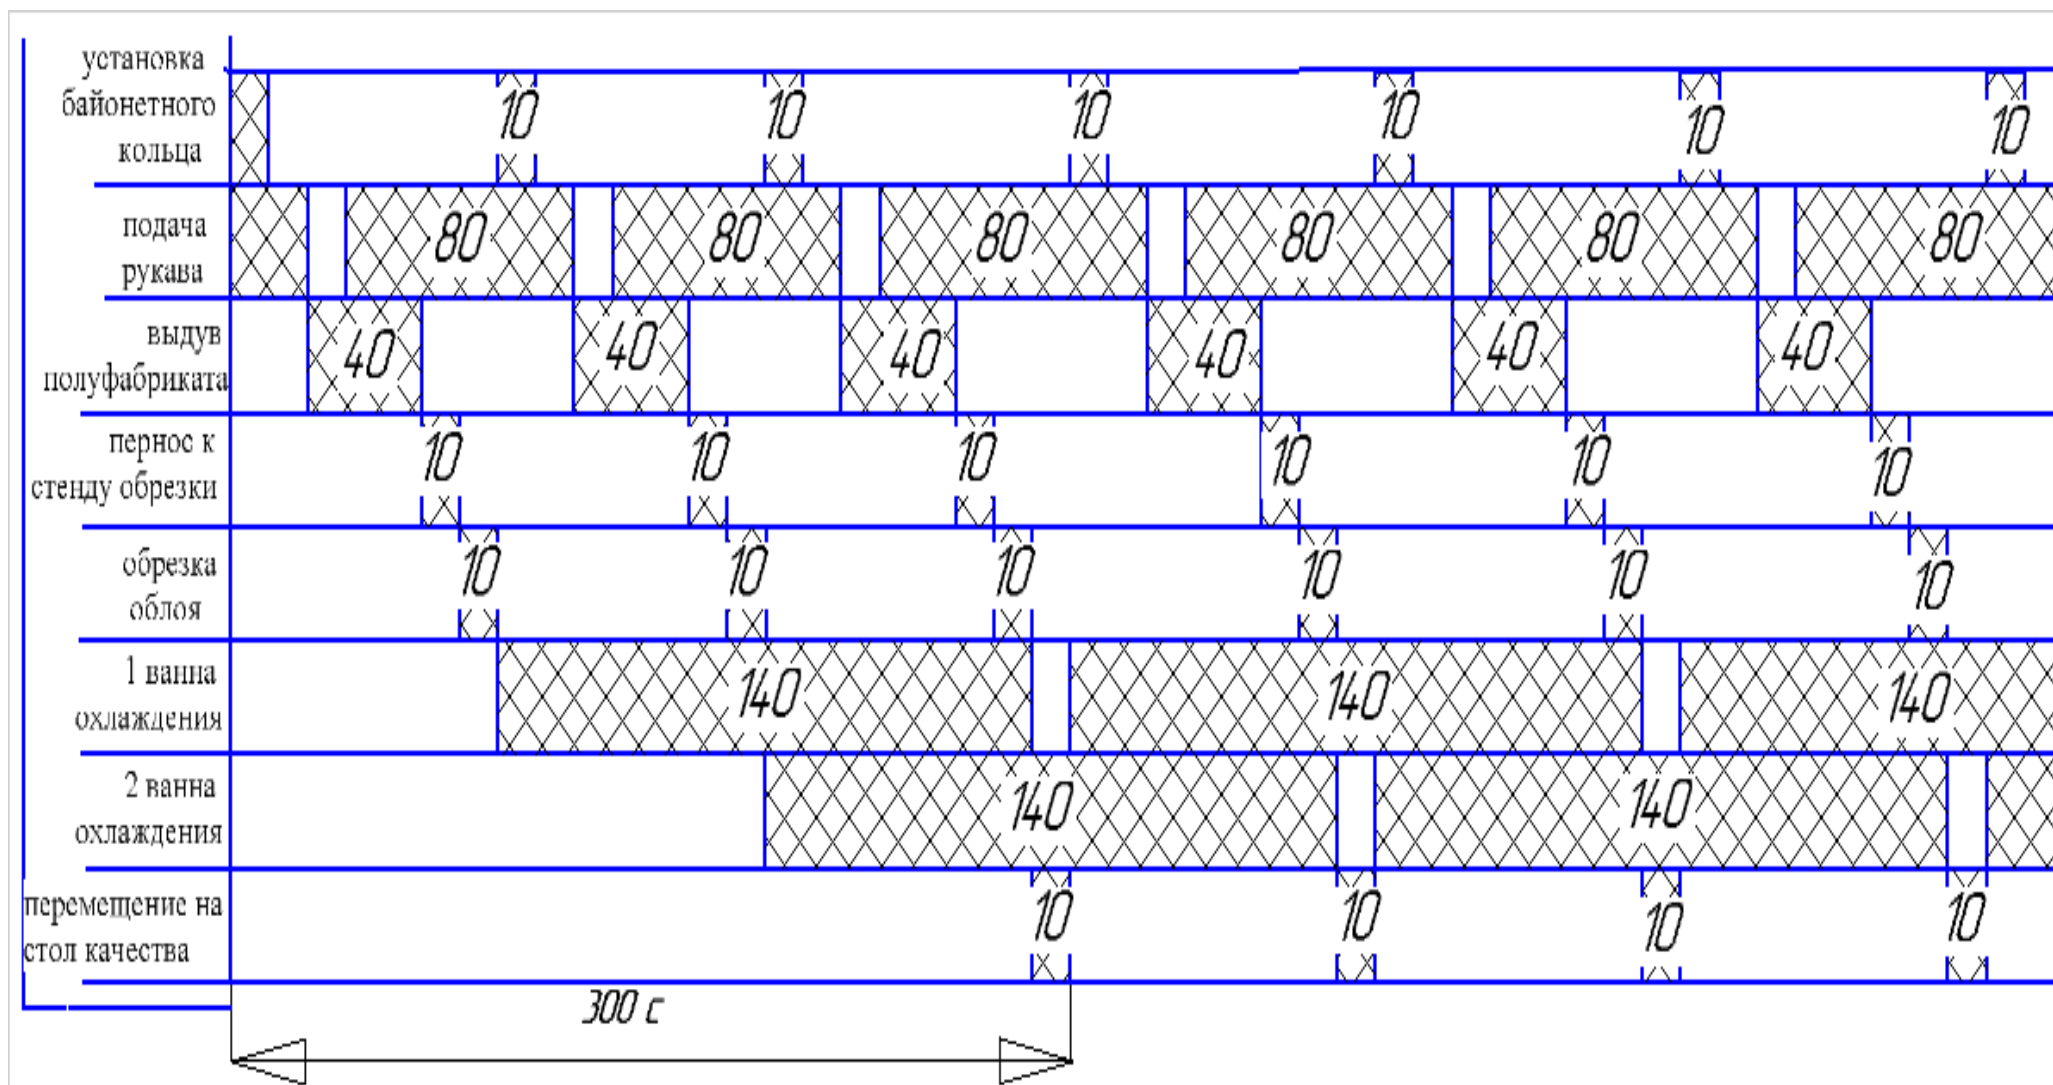 установка
байонетного
кольца
10 10 10 10 10 10
подача
рукава
80 80 80 80 80 80
выдув
полуфабриката
40 40 40 40 40 40
пернос к
стенду обрезки
10 10 10 10 10 10
обрезка
облоя
10 10 10 10 10 10
1 ванна
охлаждения
140 140 140
2 ванна
охлаждения
140 140
перемещение на
стол качества
10 10 10 10
300 с